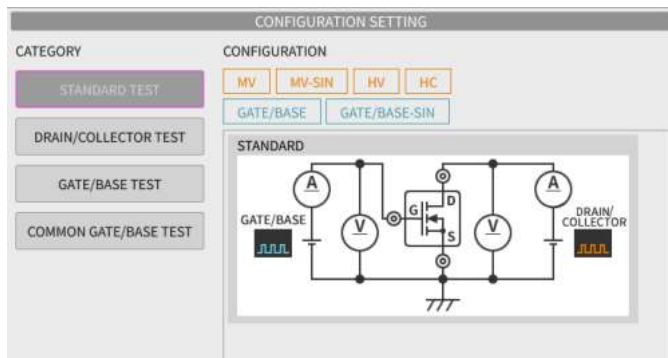 CONFIGURATION SETTING
CATEGORY
CONFIGURATION
STANDARD TEST
MV MV-SIN HV HC
GATE/BASE GATE/BASE-SIN
DRAIN/COLLECTOR TEST
GATE/BASE TEST
COMMON GATE/BASE TEST
STANDARD
A
V
GATE/BASE
G
D
S
V
A
DRAIN/
COLLECTOR